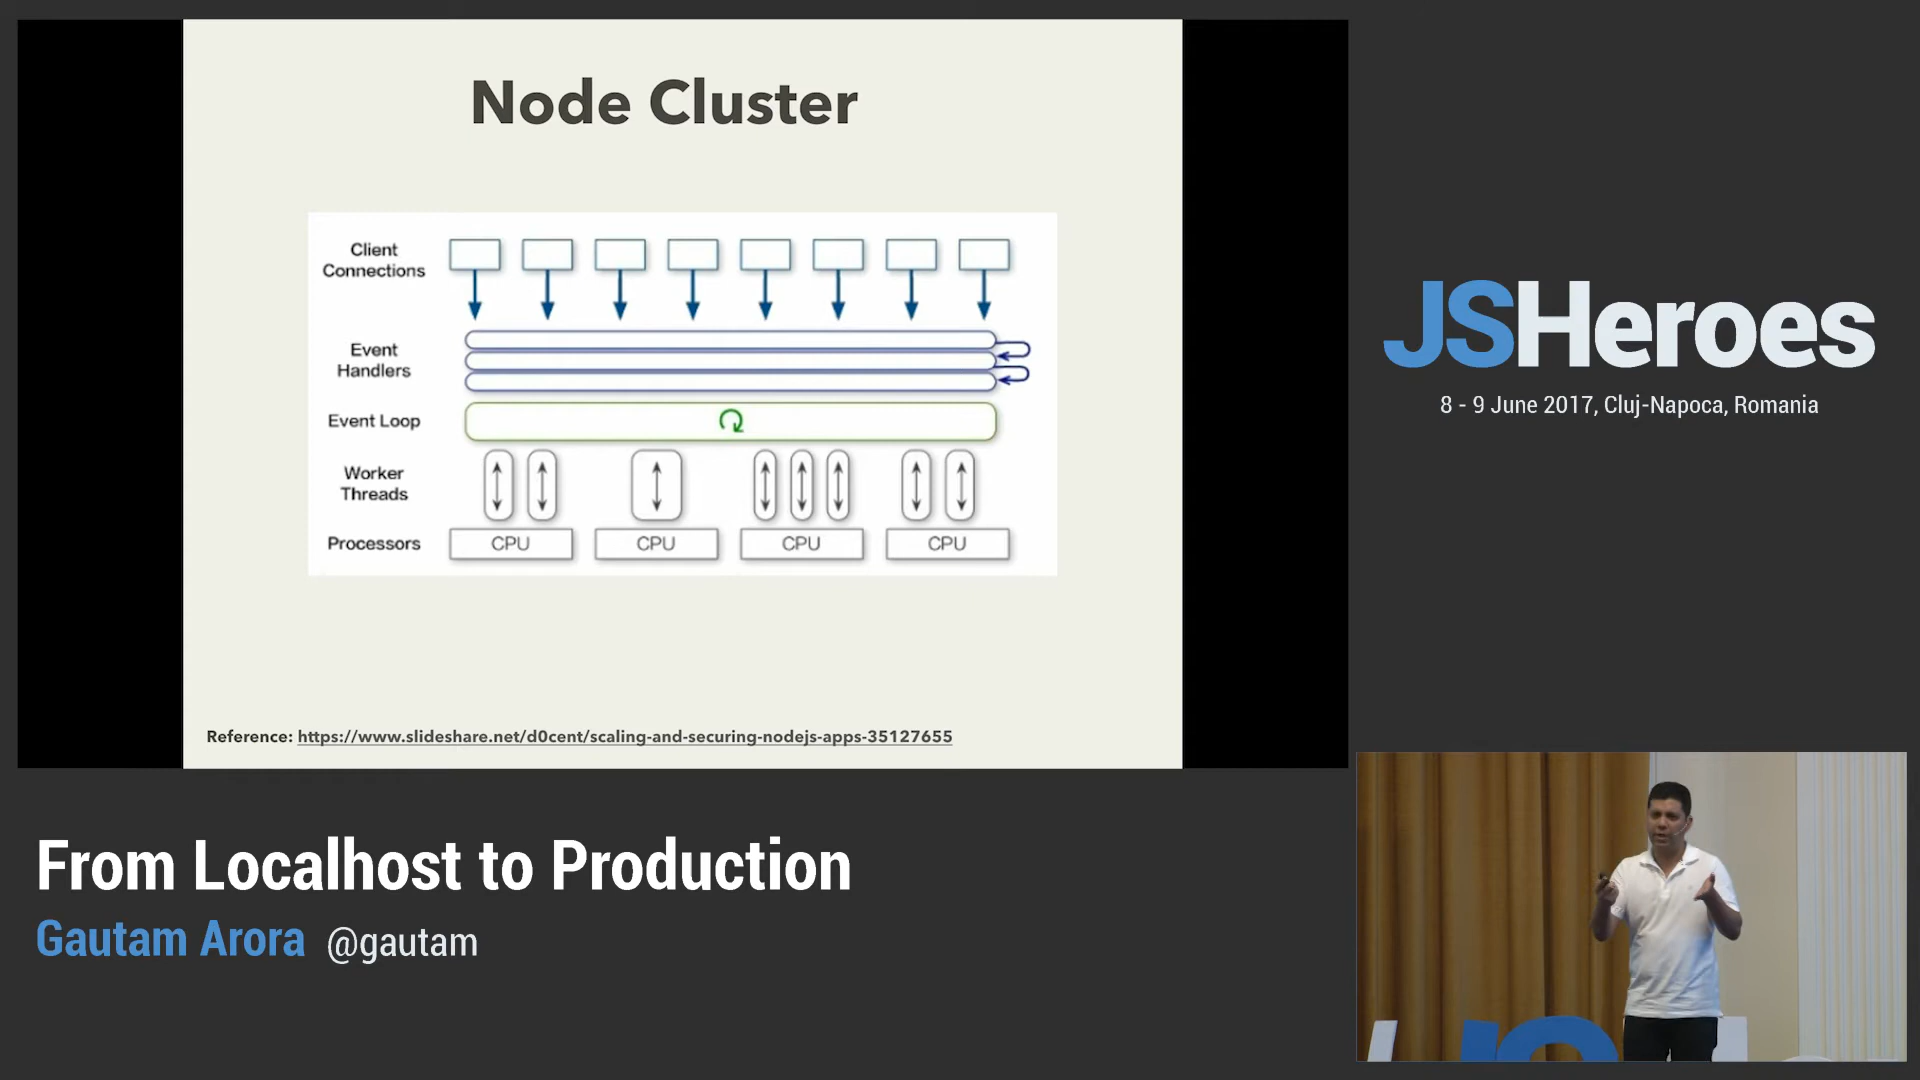 Node Cluster
Client
Connections
Event
Handlers
Event Loop
Worker
Threads
Processors
CPU CPU CPU CPU
Reference: https://www.slideshare.net/d0cent/scaling-and-securing-nodejs-apps-35127655
JSHeroes
8 - 9 June 2017, Cluj-Napoca, Romania
From Localhost to Production
Gautam Arora @gautam